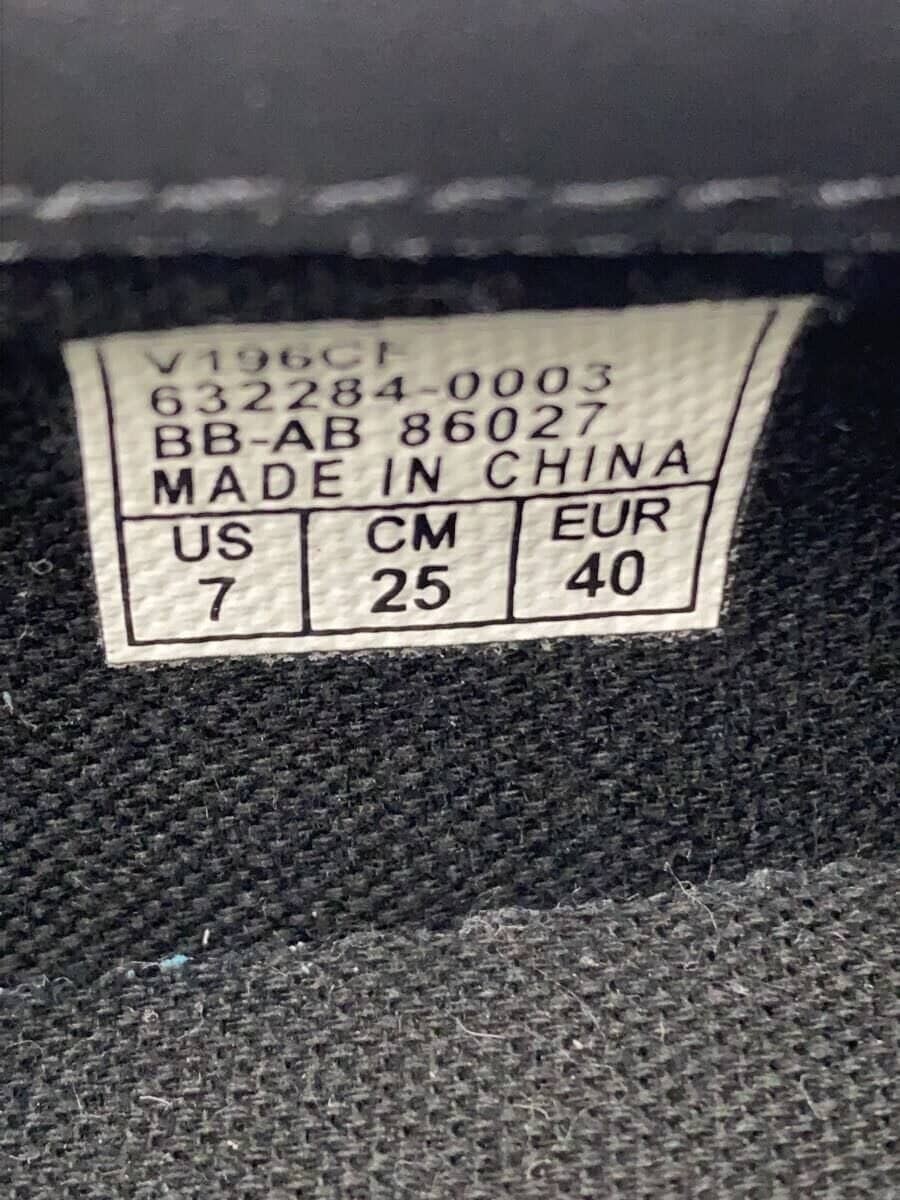 V196CF
632284-0003
BB-AB 86027
MADE IN CHINA
US CM EUR
7 25 40